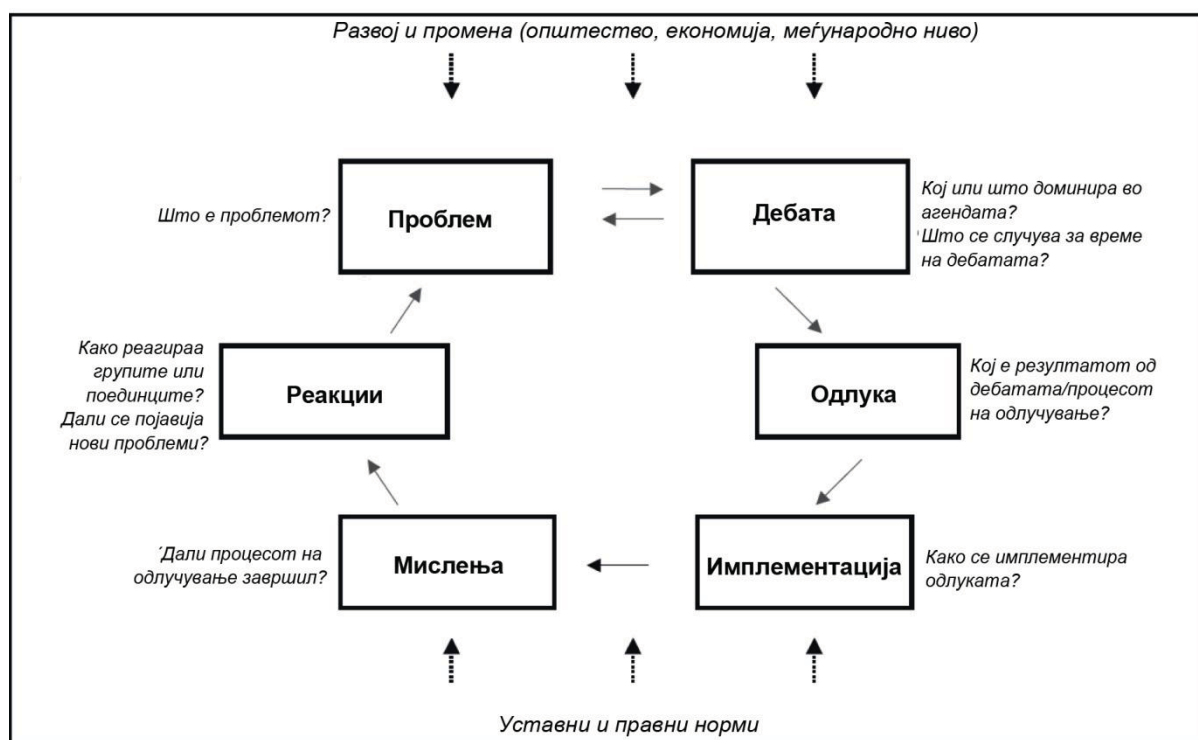 Развој и промена (општество, економија, меѓународно ниво)
Што е проблемот?
Проблем
Дебата
Кој или што доминира во
агендата?
Што се случува за време
на дебатата?
Како реагираа
групите или
поединците?
Дали се појавија
нови проблеми?
Реакции
Одлука
Кој е резултатот од
дебатата/процесот
на одлучување?
Дали процесот на
одлучување завршил?
Мислења
Имплементација
Како се имплементира
одлуката?
Уставни и правни норми